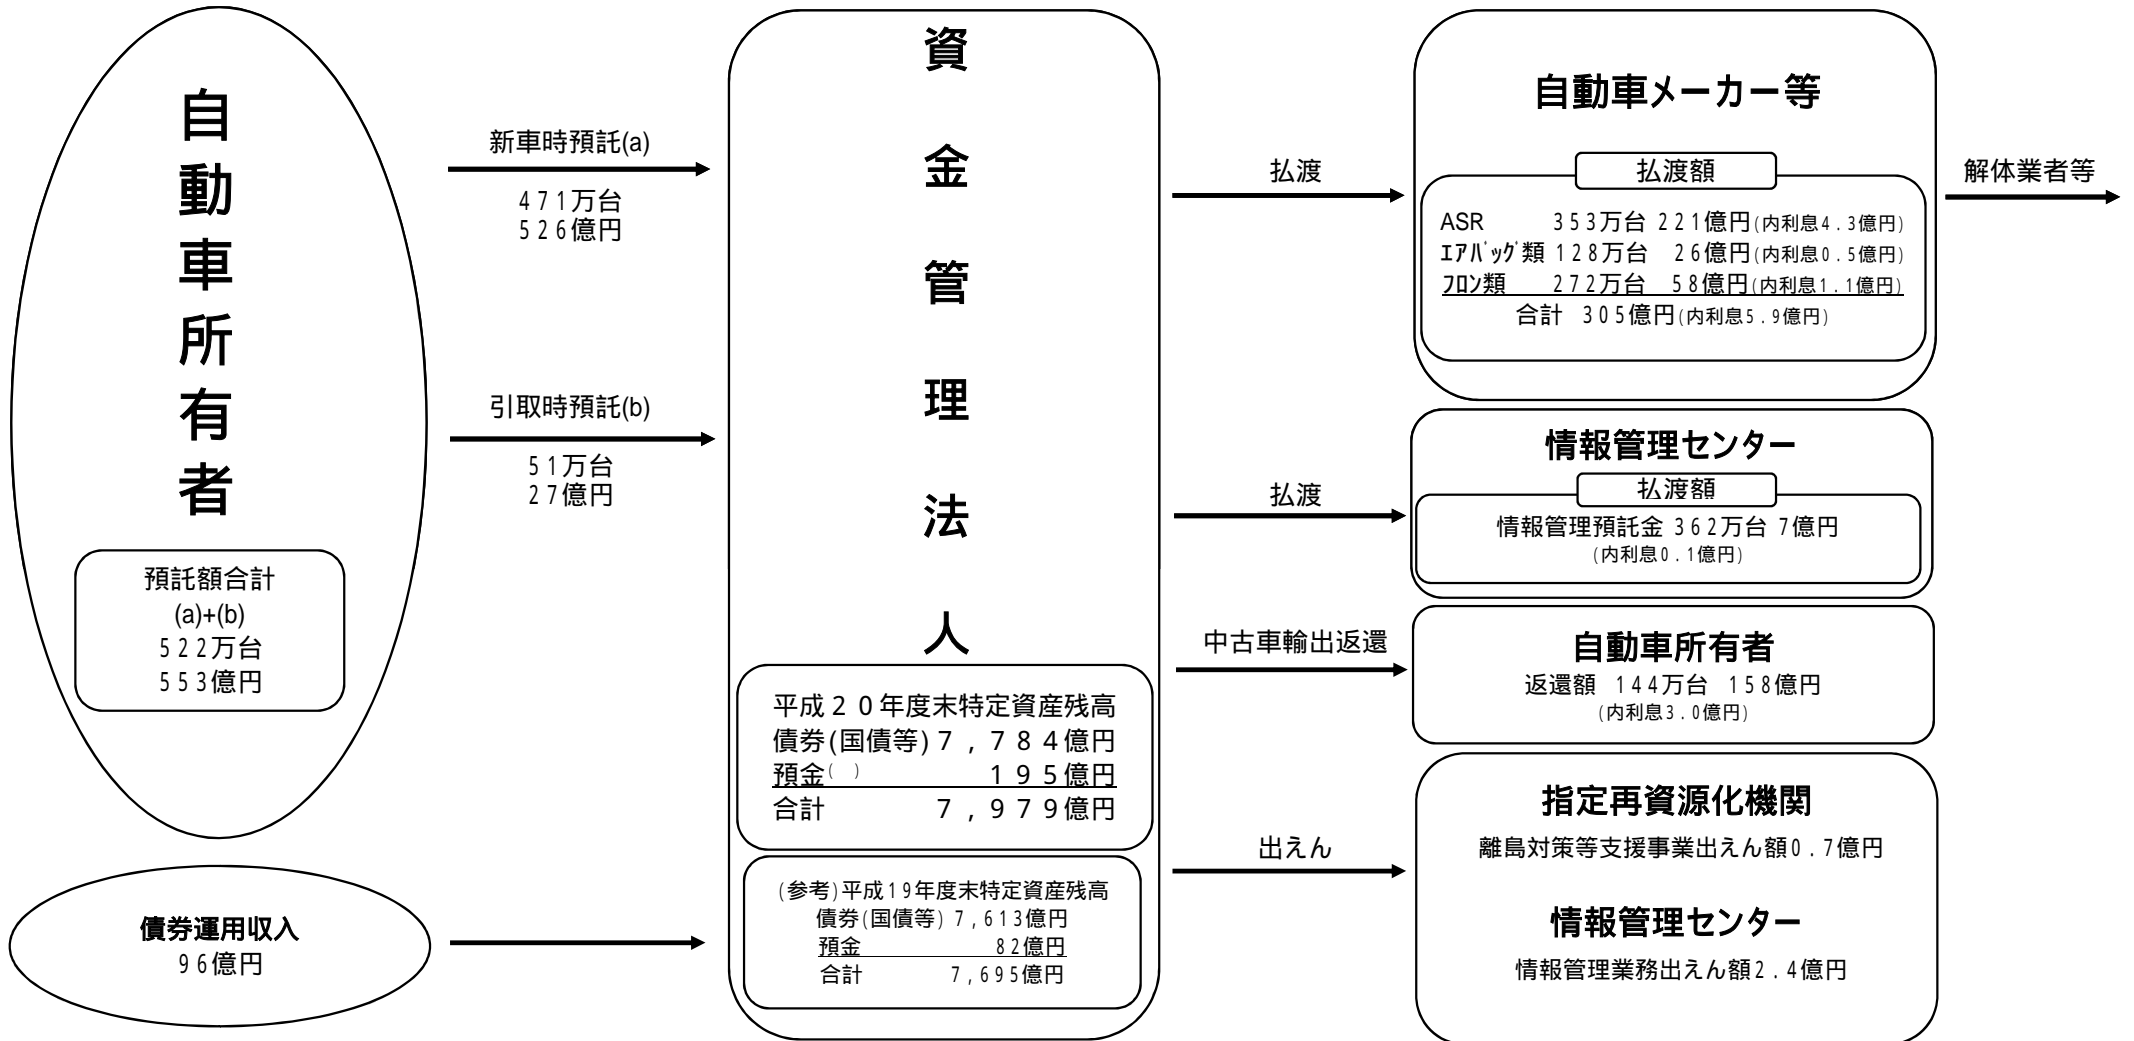 自動車所有者
預託額合計
(a)+(b)
522万台
553億円
債券運用収入
96億円
新車時預託(a)
471万台
526億円
引取時預託(b)
51万台
27億円
資金管理法人
平成20年度末特定資産残高
債券(国債等)7,784億円
預金( ) 195億円
合計 7,979億円
(参考)平成19年度末特定資産残高
債券(国債等)7,613億円
預金 82億円
合計 7,695億円
払渡
自動車メーカー等
払渡額
ASR 353万台 221億円(内利息4.3億円)
エアバッグ類 128万台 26億円(内利息0.5億円)
フロン類 272万台 58億円(内利息1.1億円)
合計 305億円(内利息5.9億円)
解体業者等
払渡
情報管理センター
払渡額
情報管理預託金 362万台 7億円
(内利息0.1億円)
中古車輸出返還
自動車所有者
返還額 144万台 158億円
(内利息3.0億円)
出えん
指定再資源化機関
離島対策等支援事業出えん額0.7億円
情報管理センター
情報管理業務出えん額2.4億円